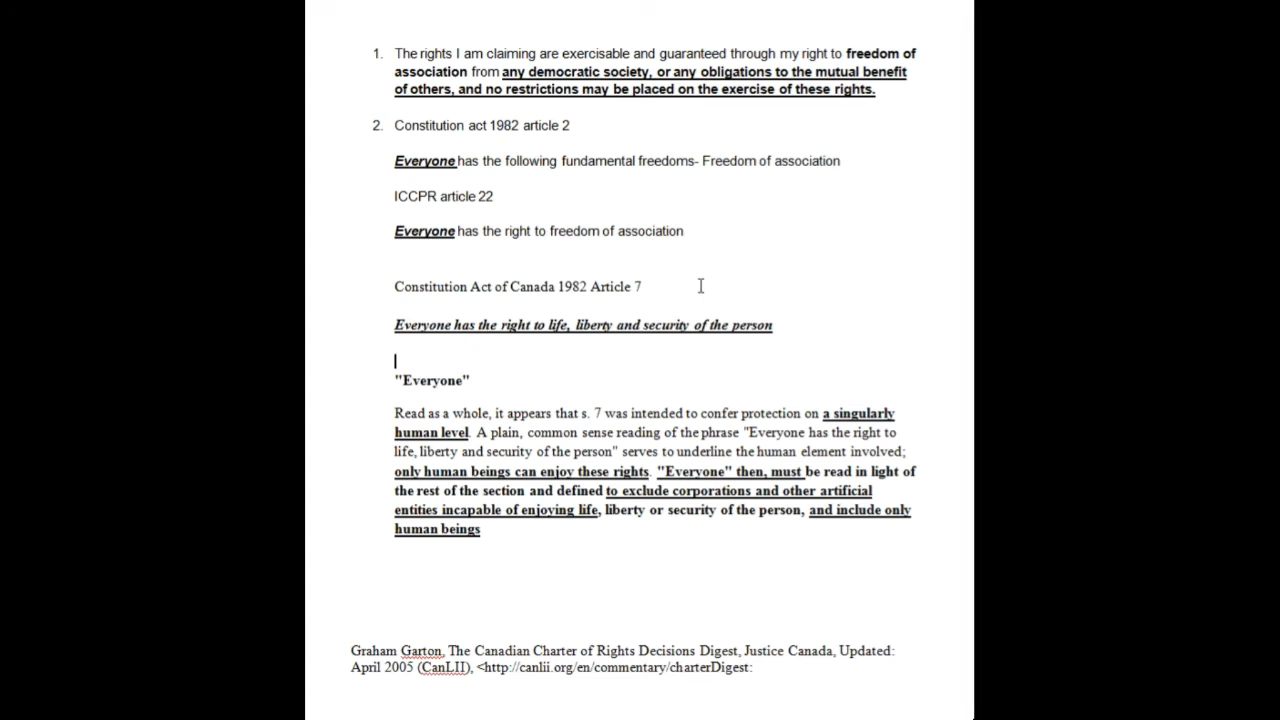 1. The rights I am claiming are exercisable and guaranteed through my right to freedom of
association from any democratic society, or any obligations to the mutual benefit
of others, and no restrictions may be placed on the exercise of these rights.
2. Constitution act 1982 article 2
Everyone has the following fundamental freedoms- Freedom of association
ICCPR article 22
Everyone has the right to freedom of association
Constitution Act of Canada 1982 Article 7
Everyone has the right to life, liberty and security of the person
"Everyone"
Read as a whole, it appears that s. 7 was intended to confer protection on a singularly
human level. A plain, common sense reading of the phrase "Everyone has the right to
life, liberty and security of the person" serves to underline the human element involved;
only human beings can enjoy these rights. "Everyone" then, must be read in light of
the rest of the section and defined to exclude corporations and other artificial
entities incapable of enjoying life, liberty or security of the person, and include only
human beings
Graham Garton, The Canadian Charter of Rights Decisions Digest, Justice Canada, Updated:
April 2005 (CanLII), <http://canlii.org/en/commentary/charterDigest: